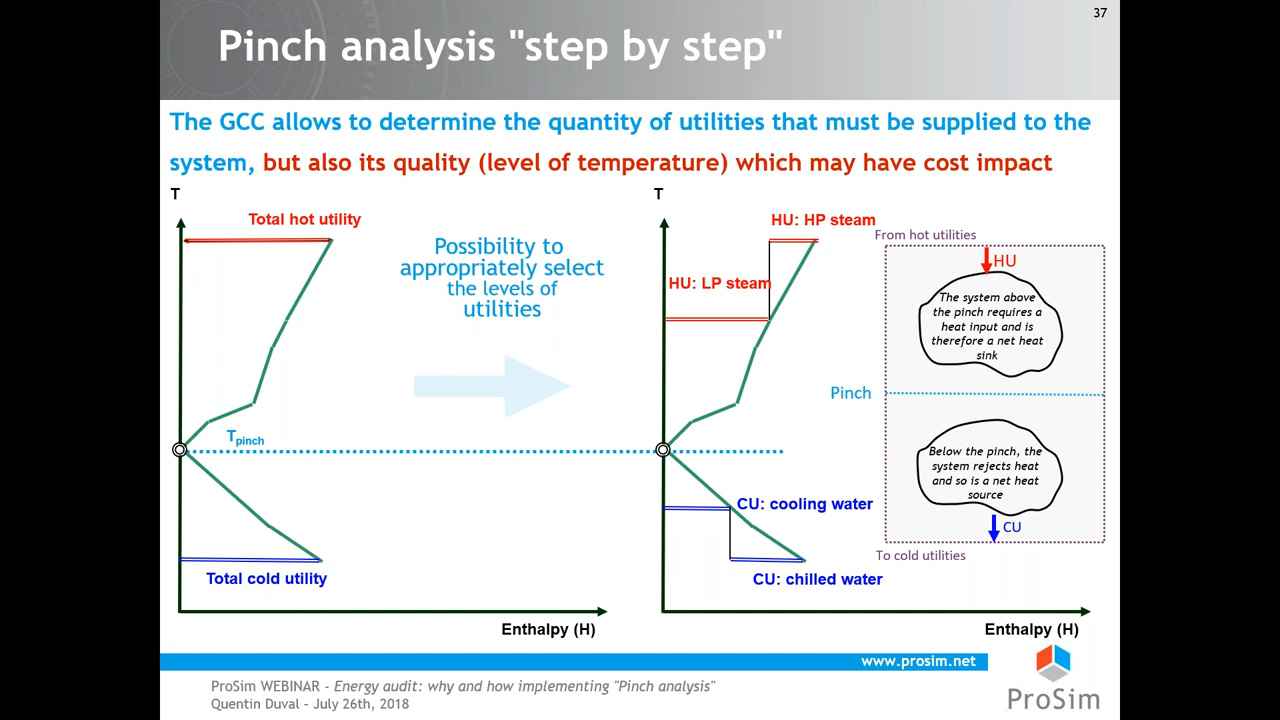 37
Pinch analysis "step by step"
The GCC allows to determine the quantity of utilities that must be supplied to the
system, but also its quality (level of temperature) which may have cost impact
T
Total hot utility
Possibility to
appropriately select
the levels of
utilities
Tpinch
Total cold utility
Enthalpy (H)
T
HU: HP steam
HU: LP steam
CU: cooling water
CU: chilled water
Enthalpy (H)
From hot utilities
HU
The system above
the pinch requires a
heat input and is
therefore a net heat
sink
Pinch
Below the pinch, the
system rejects heat
and so is a net heat
source
CU
To cold utilities
www.prosim.net
ProSim WEBINAR - Energy audit: why and how implementing "Pinch analysis"
Quentin Duval - July 26th, 2018
ProSim